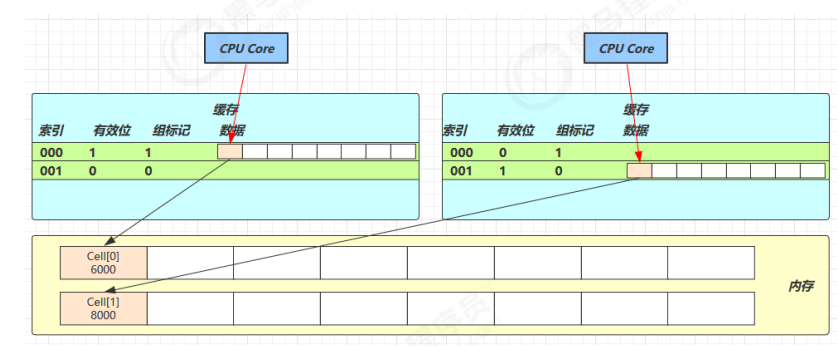 CPU Core
CPU Core
缓存
索引 有效位 组标记 数据
000 1 1
001 0 0
缓存
索引 有效位 组标记 数据
000 0 1
001 1 0
Cell[0]
6000
Cell[1]
8000
内存